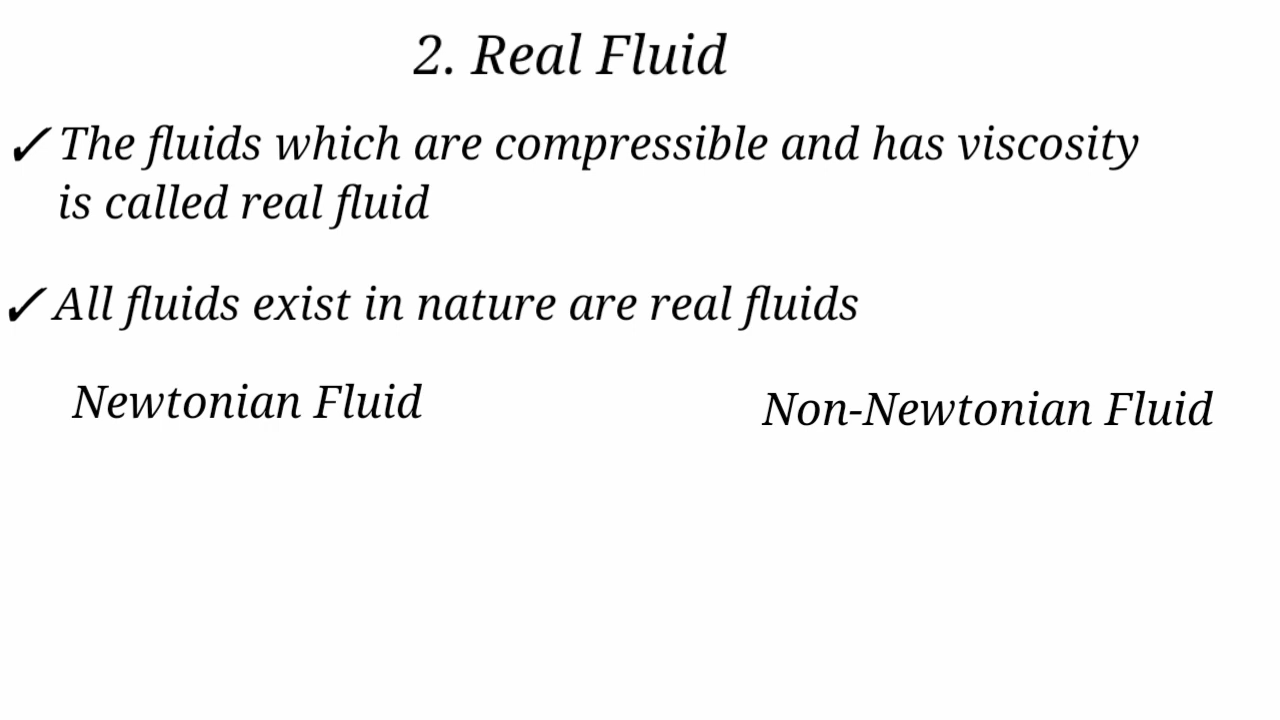 2. Real Fluid
✓ The fluids which are compressible and has viscosity
is called real fluid
✓ All fluids exist in nature are real fluids
Newtonian Fluid
Non-Newtonian Fluid